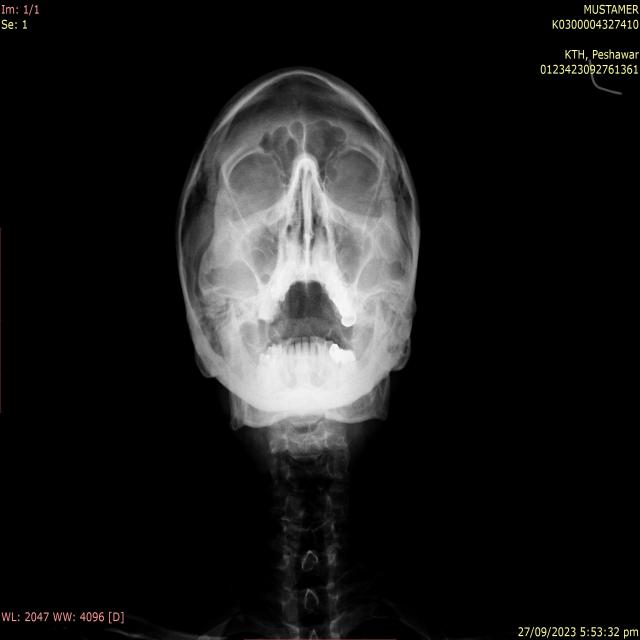 Im: 1/1
Se: 1
MUSTAMER
K0300004327410
KTH, Peshawar
0123423092761361
WL: 2047 WW: 4096 [D]
27/09/2023 5:53:32 pm